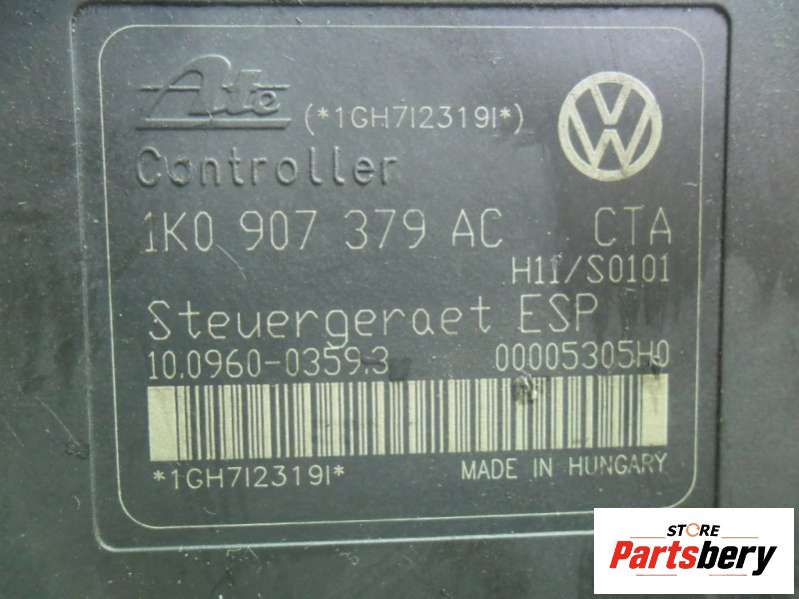 Ate (*1GH7I2319I*)
Controller
1K0 907 379 AC CTA
H11/S0101
Steuergeraet ESP
10.0960-0359.3 00005305H0
*1GH7I2319I*
MADE IN HUNGARY
STORE
Partsbery